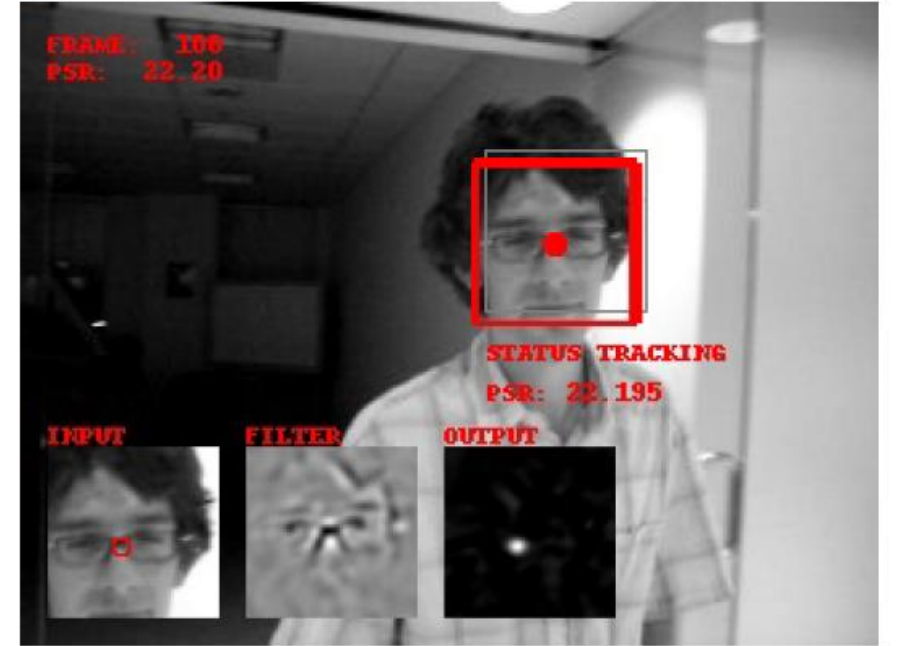 FRAME: 100
PSR: 22.20
STATUS TRACKING
PSR: 22.195
INPUT
FILTER
OUTPUT